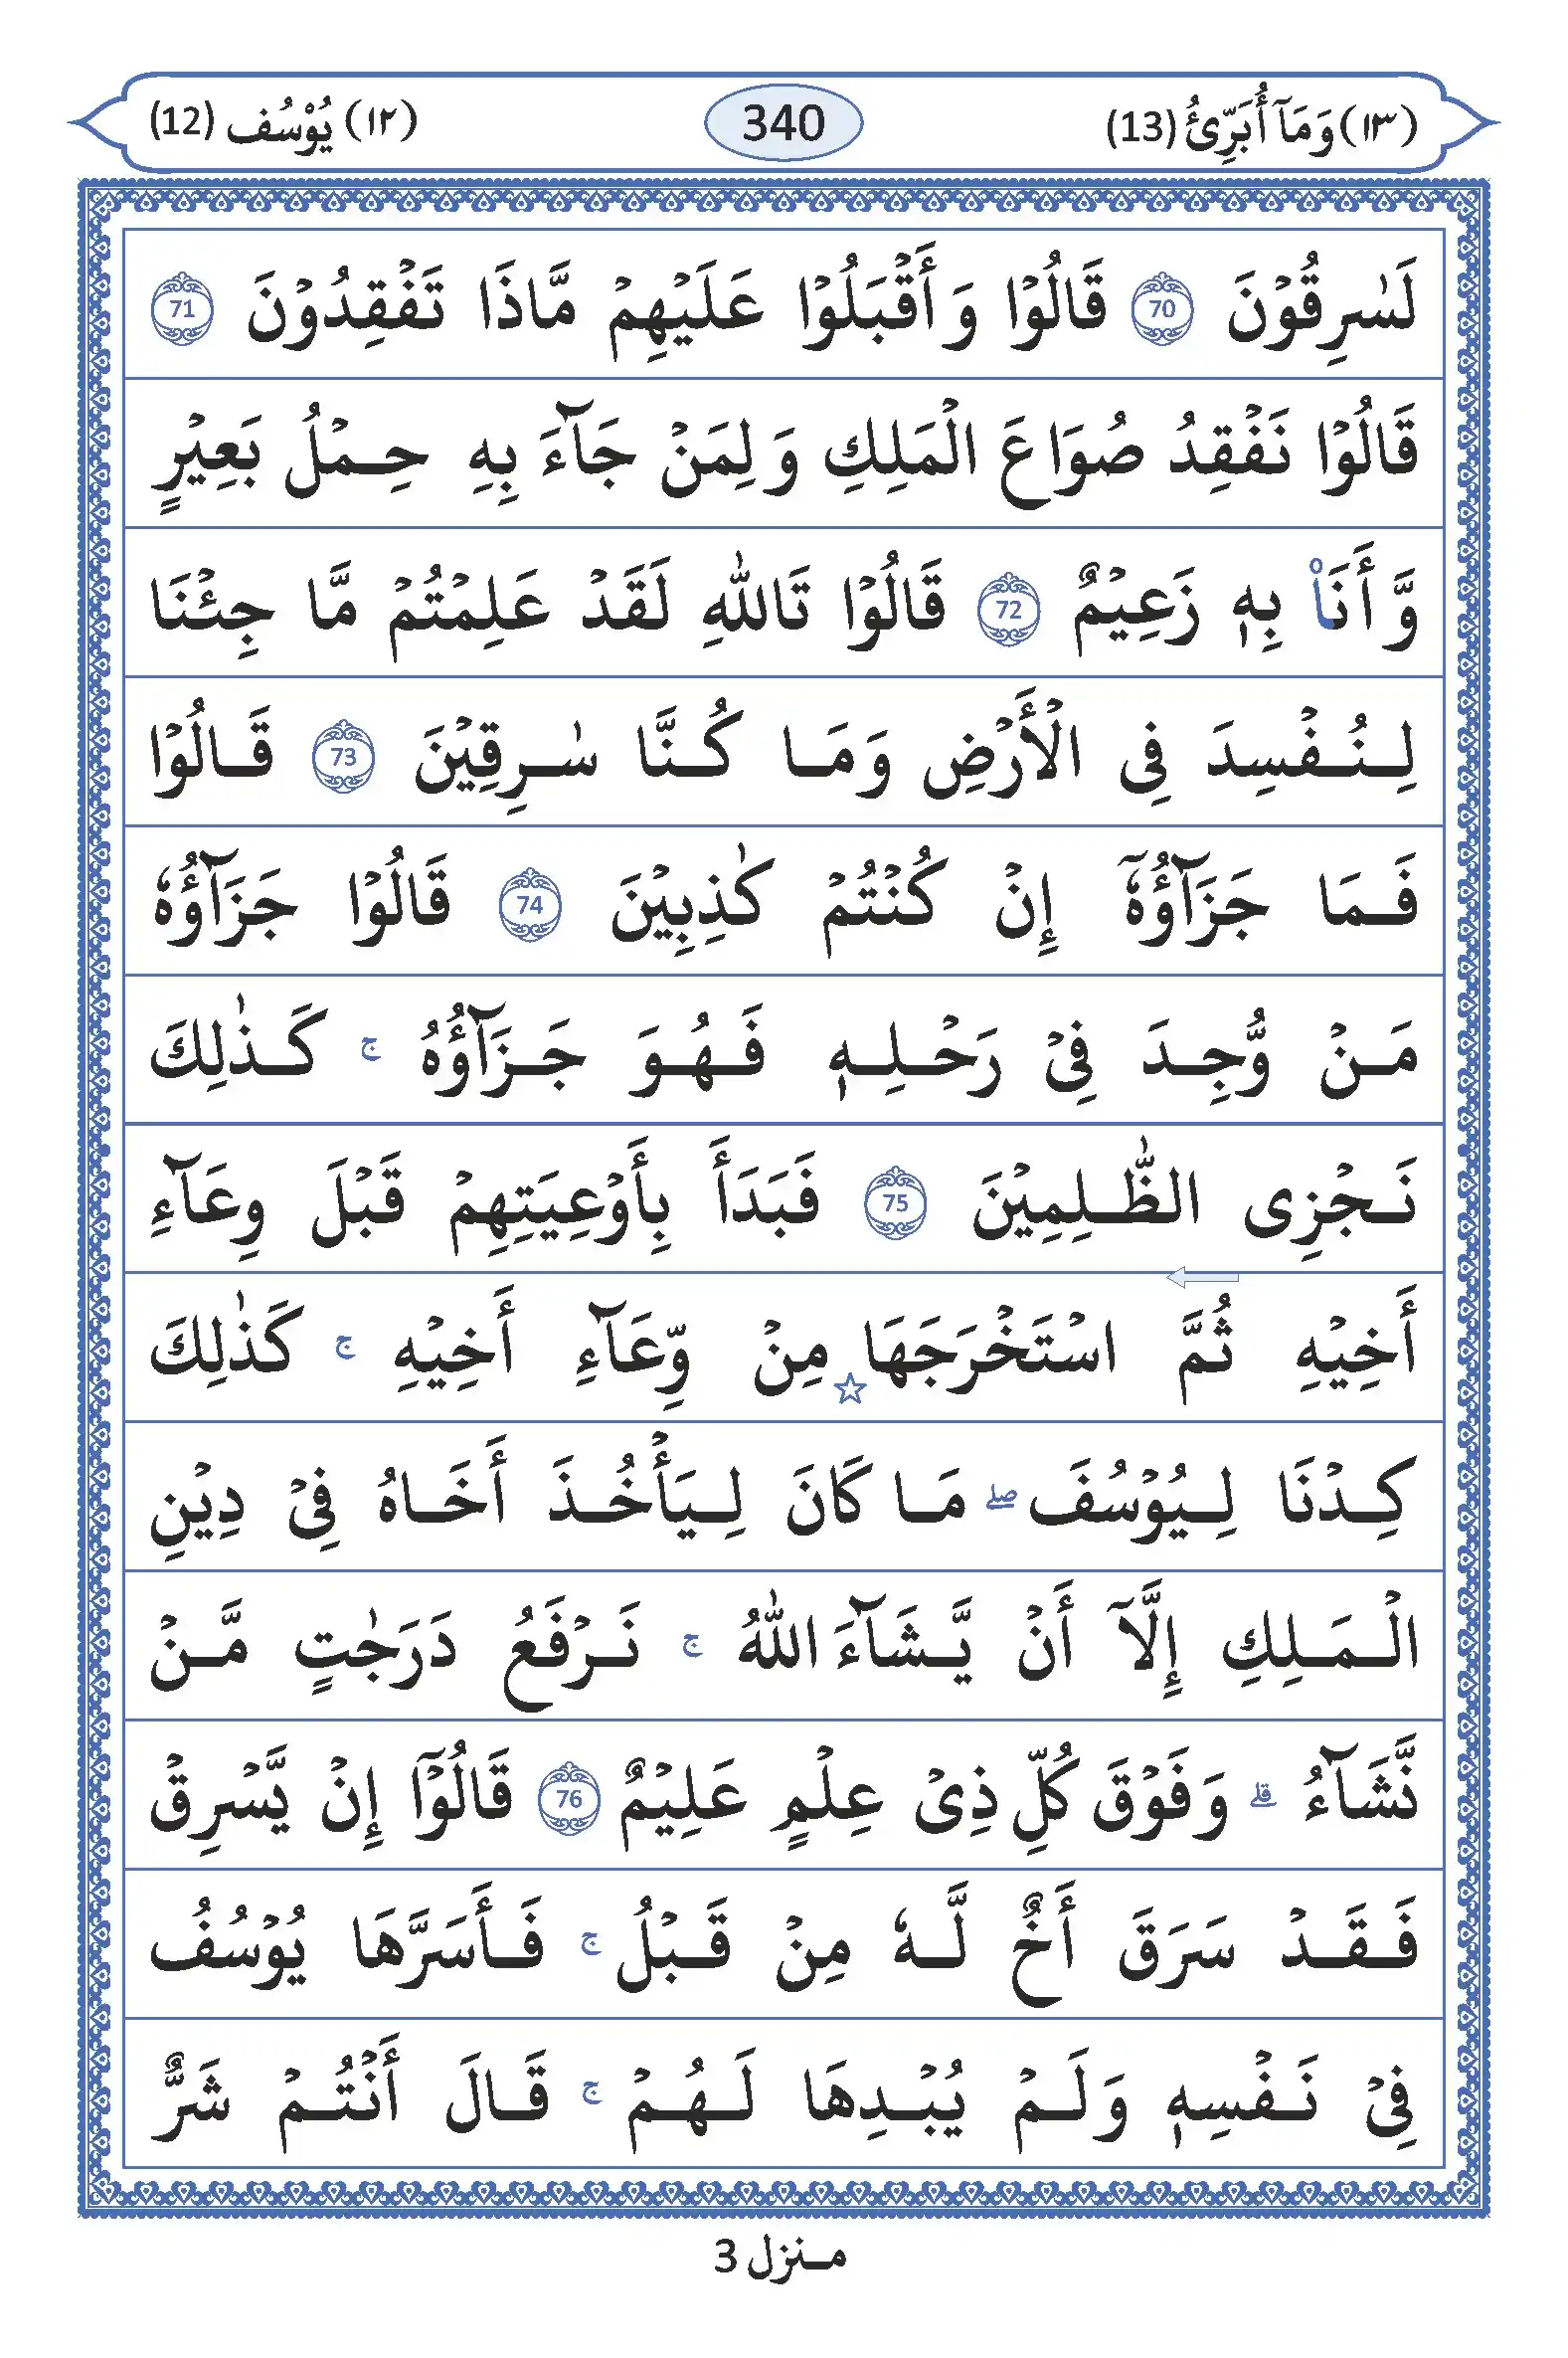 (١٣) وَمَآ أُبَرِّئُ (13) 340 (١٢) يُوْسُف (12)
لَسٰرِقُوْنَ 70 قَالُوْا وَ أَقْبَلُوْا عَلَيْهِمْ مَّاذَا تَفْقِدُوْنَ 71
قَالُوْا نَفْقِدُ صُوَاعَ الْمَلِكِ وَ لِمَنْ جَآءَ بِهِ حِمْلُ بَعِيْرٍ
وَّ أَنَا۠ بِهٖ زَعِيْمٌ 72 قَالُوْا تَاللّٰهِ لَقَدْ عَلِمْتُمْ مَّا جِئْنَا
لِنُفْسِدَ فِى الْأَرْضِ وَمَا كُنَّا سٰرِقِيْنَ 73 قَالُوْا
فَمَا جَزَآؤُهٗٓ إِنْ كُنْتُمْ كٰذِبِيْنَ 74 قَالُوْا جَزَآؤُهٗ
مَنْ وُّجِدَ فِيْ رَحْلِهٖ فَهُوَ جَزَآؤُهُ ج كَذٰلِكَ
نَجْزِى الظّٰلِمِيْنَ 75 فَبَدَأَ بِأَوْعِيَتِهِمْ قَبْلَ وِعَآءِ
أَخِيْهِ ثُمَّ اسْتَخْرَجَهَا ☆ مِنْ وِّعَآءِ أَخِيْهِ ج كَذٰلِكَ
كِدْنَا لِيُوْسُفَ صلے مَا كَانَ لِيَأْخُذَ أَخَاهُ فِيْ دِيْنِ
الْمَلِكِ إِلَّآ أَنْ يَّشَآءَ اللّٰهُ ج نَرْفَعُ دَرَجٰتٍ مَّنْ
نَّشَآءُ قلے وَفَوْقَ كُلِّ ذِيْ عِلْمٍ عَلِيْمٌ 76 قَالُوْٓا إِنْ يَّسْرِقْ
فَقَدْ سَرَقَ أَخٌ لَّهٗ مِنْ قَبْلُ ج فَأَسَرَّهَا يُوْسُفُ
فِيْ نَفْسِهٖ وَلَمْ يُبْدِهَا لَهُمْ ج قَالَ أَنْتُمْ شَرٌّ
منزل 3